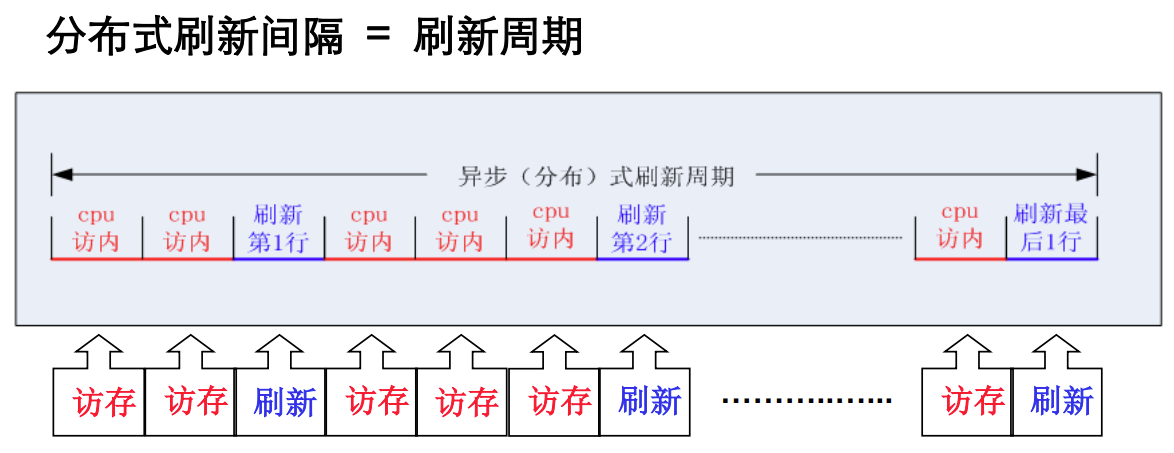 分布式刷新间隔 = 刷新周期
异步（分布）式刷新周期
cpu 访内
cpu 访内
刷新 第1行
cpu 访内
cpu 访内
cpu 访内
刷新 第2行
cpu 访内
刷新最 后1行
访存 访存 刷新 访存 访存 访存 刷新 ………..…... 访存 刷新